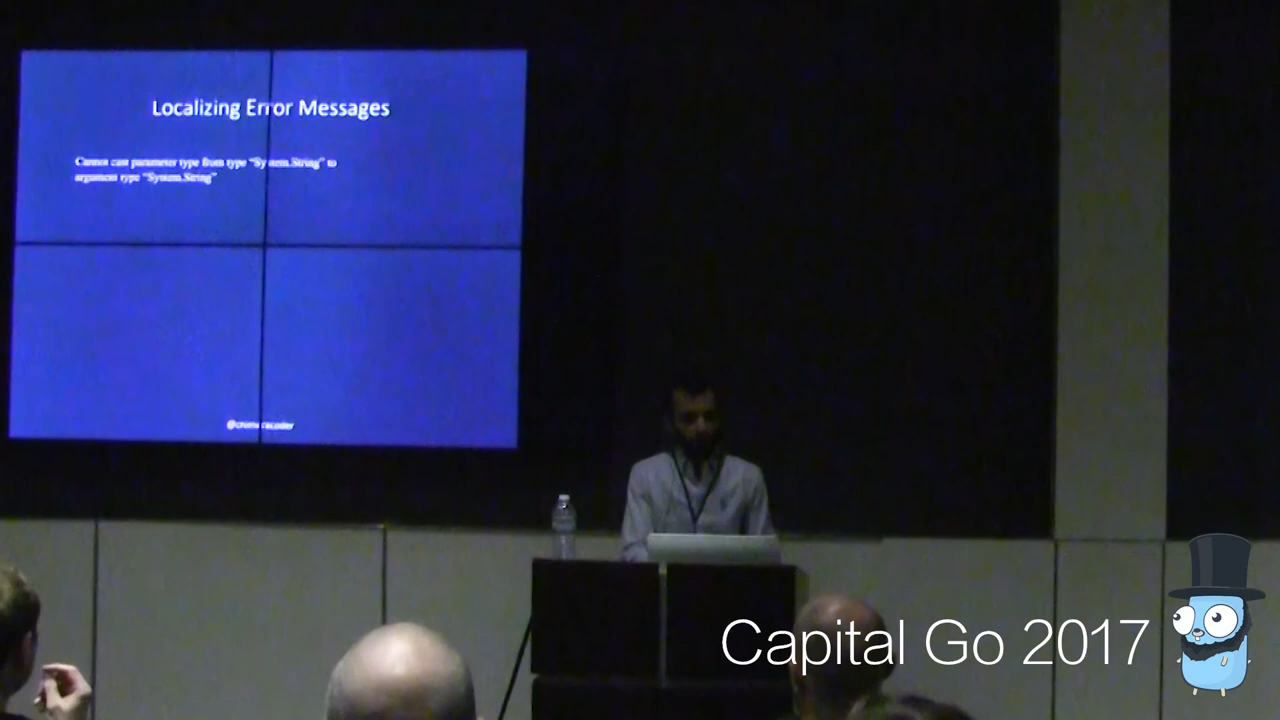 Localizing Error Messages
Cannot cast parameter type from type “System.String” to
argument type “System.String”
Capital Go 2017